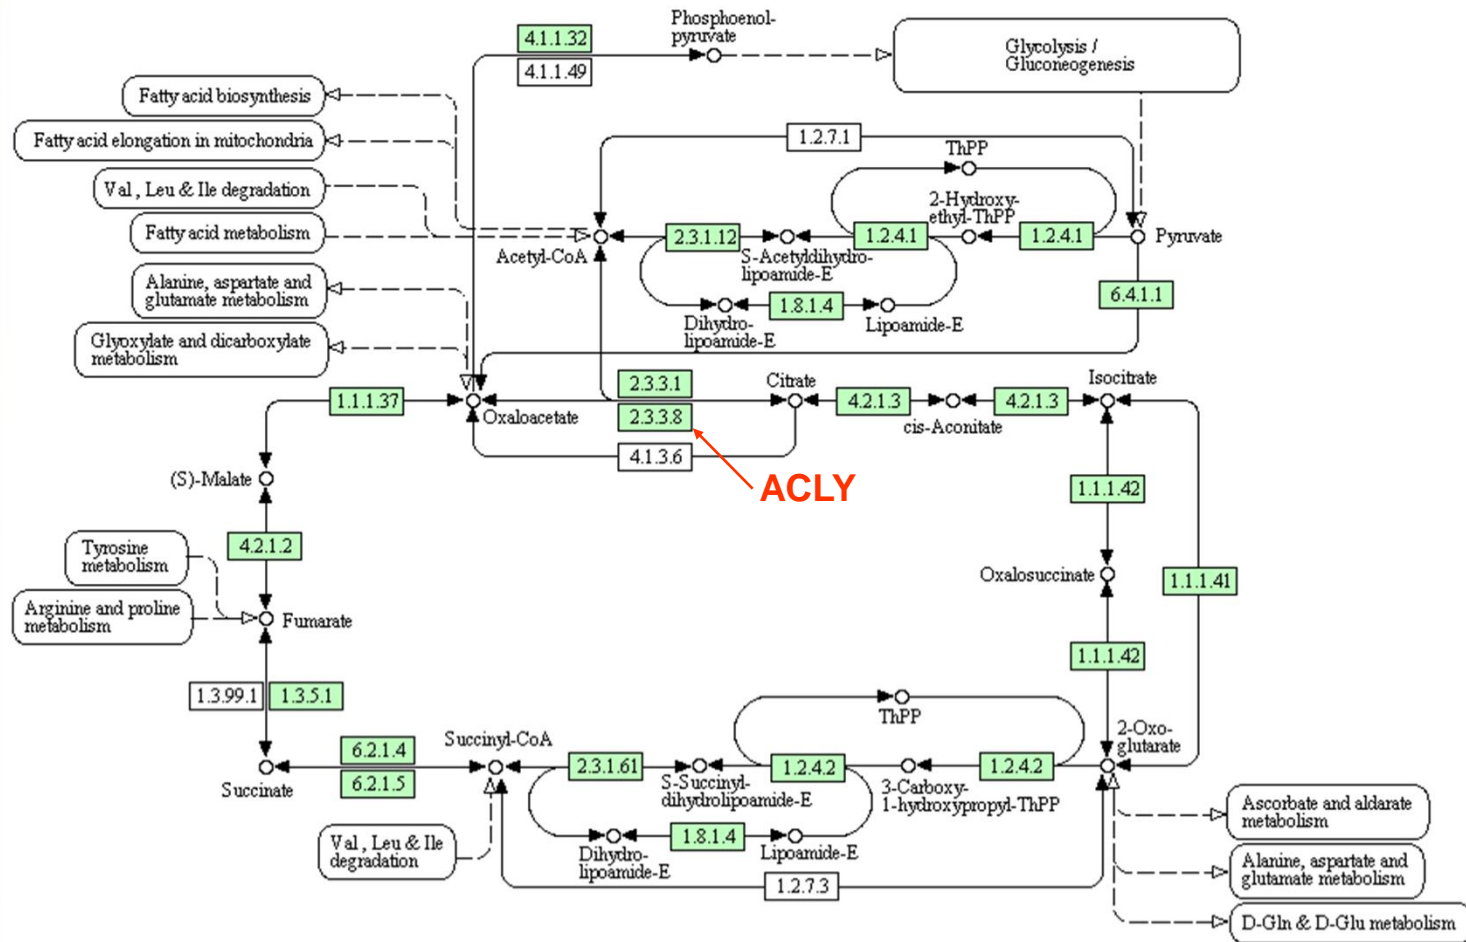 Phosphoenol-
pyruvate
4.1.1.32
4.1.1.49
Glycolysis /
Gluconeogenesis
Fatty acid biosynthesis
Fatty acid elongation in mitochondria
Val , Leu & Ile degradation
Fatty acid metabolism
1.2.7.1
ThPP
2-Hydroxy-
ethyl-ThPP
Acetyl-CoA
2.3.1.12
1.2.4.1
1.2.4.1
Pyruvate
S-Acetyldihydro-
lipoamide-E
Alanine, aspartate and
glutamate metabolism
Glyoxylate and dicarboxylate
metabolism
Dihydro-
lipoamide-E
1.8.1.4
Lipoamide-E
6.4.1.1
1.1.1.37
Oxaloacetate
2.3.3.1
2.3.3.8
4.1.3.6
Citrate
4.2.1.3
cis-Aconitate
4.2.1.3
Isocitrate
ACLY
(S)-Malate
1.1.1.42
4.2.1.2
Tyrosine
metabolism
Arginine and proline
metabolism
Fumarate
Oxalosuccinate
1.1.1.41
1.1.1.42
1.3.99.1
1.3.5.1
ThPP
Succinate
6.2.1.4
6.2.1.5
Succinyl-CoA
2.3.1.61
S-Succinyl-
dihydrolipoamide-E
1.2.4.2
3-Carboxy-
1-hydroxypropyl-ThPP
1.2.4.2
2-Oxo-
glutarate
Val , Leu & Ile
degradation
Dihydro-
lipoamide-E
1.8.1.4
Lipoamide-E
1.2.7.3
Ascorbate and aldarate
metabolism
Alanine, aspartate and
glutamate metabolism
D-Gln & D-Glu metabolism